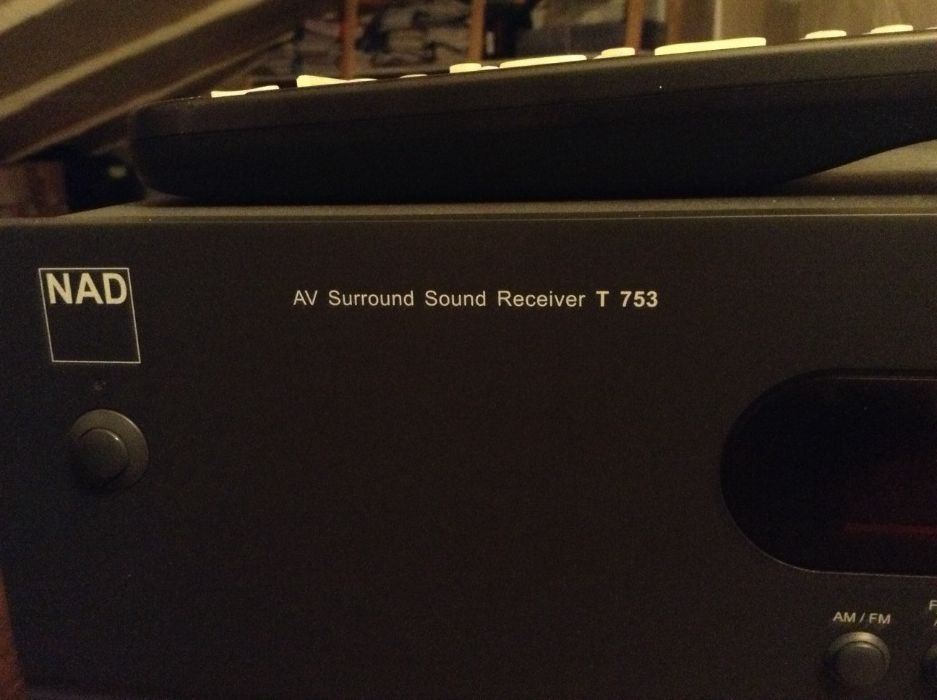 NAD
AV Surround Sound Receiver T 753
AM / FM